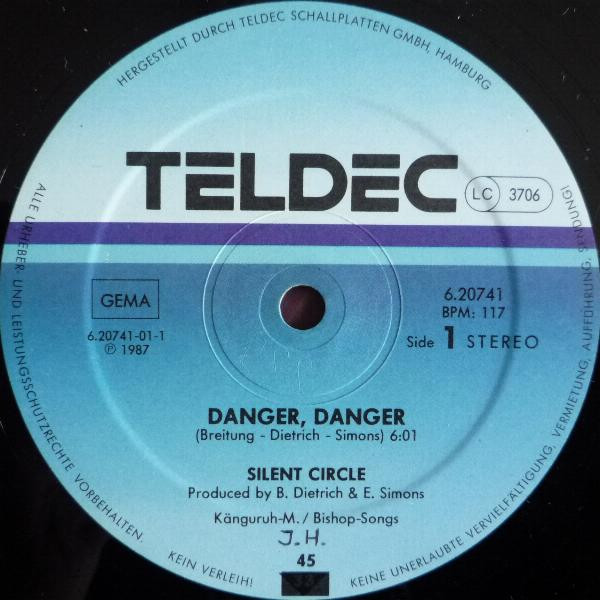 HERGESTELLT DURCH TELDEC SCHALLPLATTEN GMBH, HAMBURG
TELDEC
LC 3706
GEMA
6.20741-01-1
℗ 1987
6.20741
BPM: 117
Side 1 STEREO
DANGER, DANGER
(Breitung - Dietrich - Simons) 6:01
SILENT CIRCLE
Produced by B. Dietrich & E. Simons
Känguruh-M. / Bishop-Songs
J.H.
45
ALLE URHEBER- UND LEISTUNGSSCHUTZRECHTE VORBEHALTEN.
KEIN VERLEIH!
KEINE UNERLAUBTE VERVIELFÄLTIGUNG, VERMIETUNG, AUFFÜHRUNG, SENDUNG!